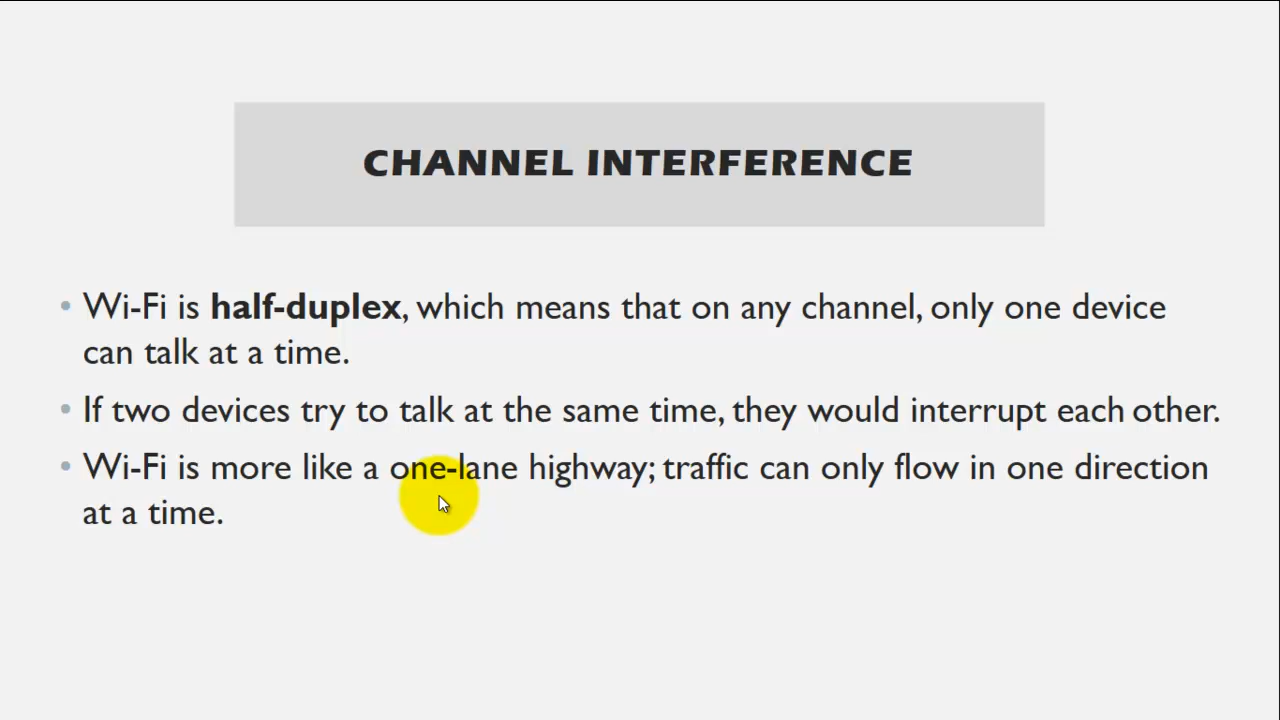 CHANNEL INTERFERENCE
• Wi-Fi is half-duplex, which means that on any channel, only one device
can talk at a time.
• If two devices try to talk at the same time, they would interrupt each other.
• Wi-Fi is more like a one-lane highway; traffic can only flow in one direction
at a time.